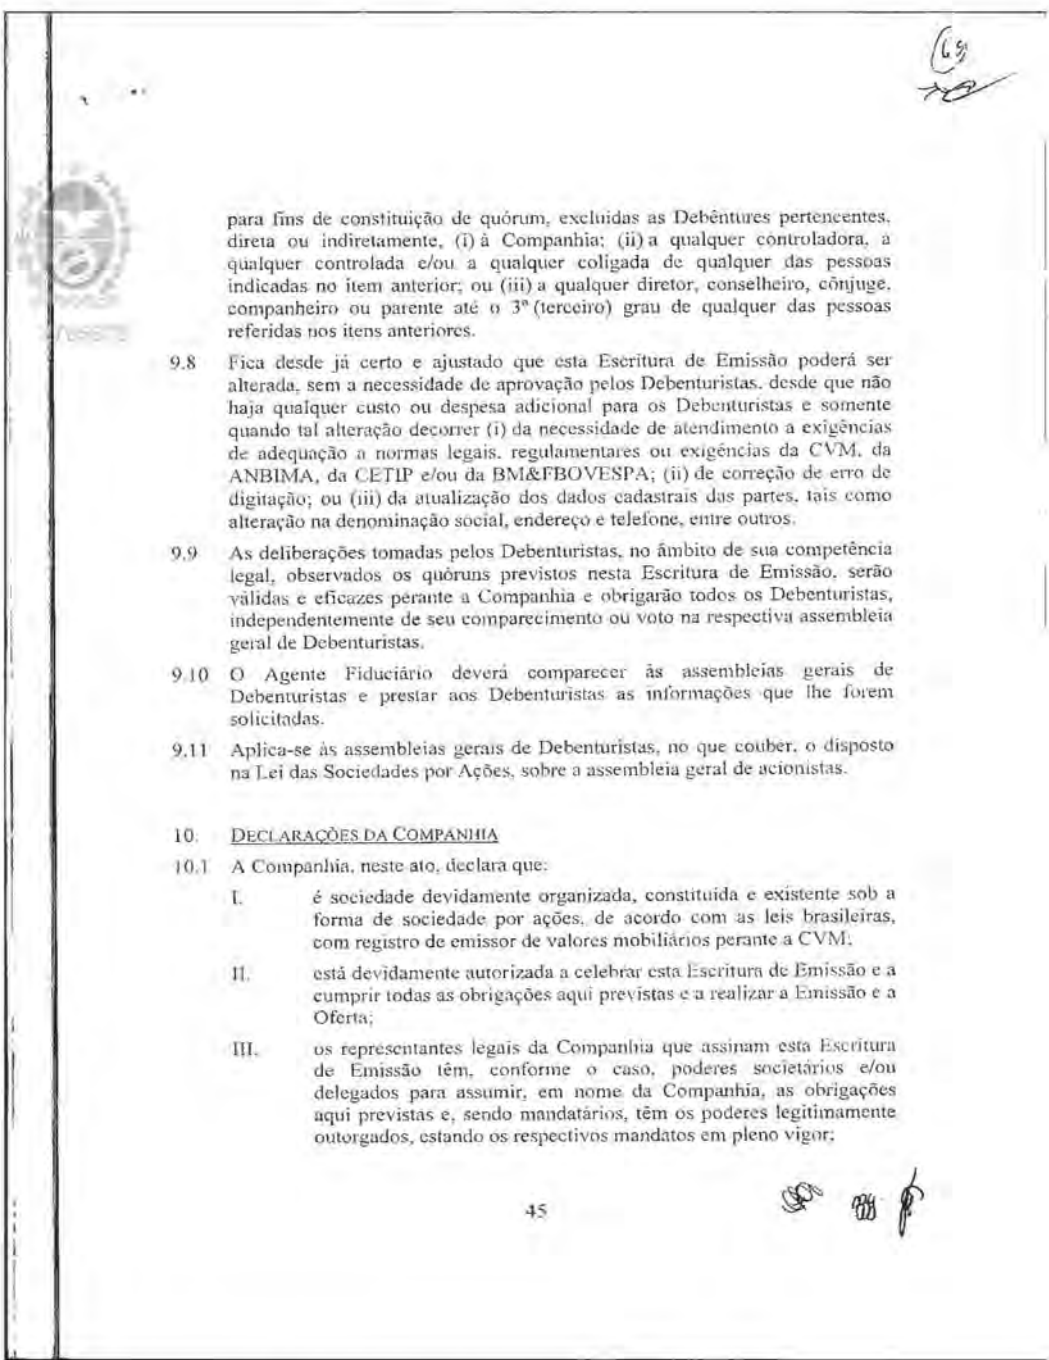 para fins de constituição de quórum, excluídas as Debêntures pertencentes,
direta ou indiretamente, (i) à Companhia; (ii) a qualquer controladora, a
qualquer controlada e/ou a qualquer coligada de qualquer das pessoas
indicadas no item anterior; ou (iii) a qualquer diretor, conselheiro, cônjuge,
companheiro ou parente até o 3º (terceiro) grau de qualquer das pessoas
referidas nos itens anteriores.
9.8 Fica desde já certo e ajustado que esta Escritura de Emissão poderá ser
alterada, sem a necessidade de aprovação pelos Debenturistas, desde que não
haja qualquer custo ou despesa adicional para os Debenturistas e somente
quando tal alteração decorrer (i) da necessidade de atendimento a exigências
de adequação a normas legais, regulamentares ou exigências da CVM, da
ANBIMA, da CETIP e/ou da BM&FBOVESPA; (ii) de correção de erro de
digitação; ou (iii) da atualização dos dados cadastrais das partes, tais como
alteração na denominação social, endereço e telefone, entre outros.
9.9 As deliberações tomadas pelos Debenturistas, no âmbito de sua competência
legal, observados os quóruns previstos nesta Escritura de Emissão, serão
válidas e eficazes perante a Companhia e obrigarão todos os Debenturistas,
independentemente de seu comparecimento ou voto na respectiva assembleia
geral de Debenturistas.
9.10 O Agente Fiduciário deverá comparecer às assembleias gerais de
Debenturistas e prestar aos Debenturistas as informações que lhe forem
solicitadas.
9.11 Aplica-se às assembleias gerais de Debenturistas, no que couber, o disposto
na Lei das Sociedades por Ações, sobre a assembleia geral de acionistas.
10. DECLARAÇÕES DA COMPANHIA
10.1 A Companhia, neste ato, declara que:
I. é sociedade devidamente organizada, constituída e existente sob a
forma de sociedade por ações, de acordo com as leis brasileiras,
com registro de emissor de valores mobiliários perante a CVM;
II. está devidamente autorizada a celebrar esta Escritura de Emissão e a
cumprir todas as obrigações aqui previstas e a realizar a Emissão e a
Oferta;
III. os representantes legais da Companhia que assinam esta Escritura
de Emissão têm, conforme o caso, poderes societários e/ou
delegados para assumir, em nome da Companhia, as obrigações
aqui previstas e, sendo mandatários, têm os poderes legitimamente
outorgados, estando os respectivos mandatos em pleno vigor;
45